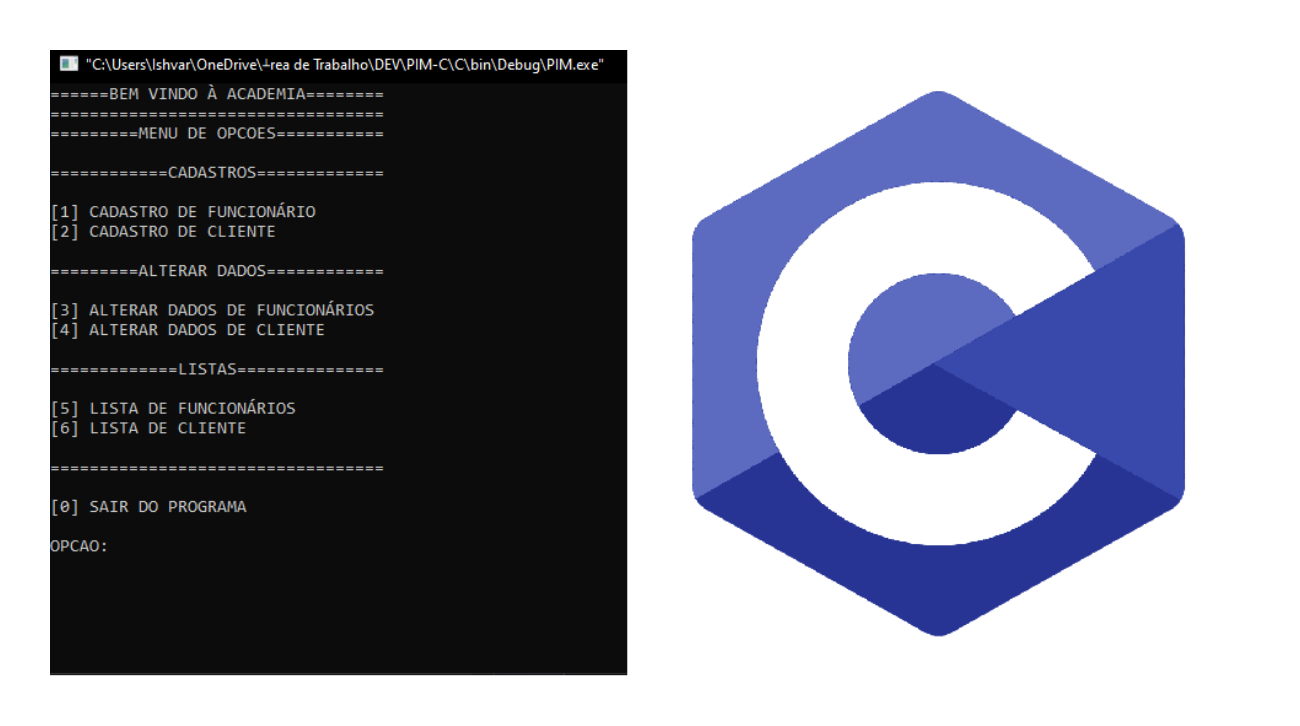 "C:\Users\Ishvar\OneDrive\┴rea de Trabalho\DEV\PIM-C\C\bin\Debug\PIM.exe"
======BEM VINDO À ACADEMIA========
==================================
=========MENU DE OPCOES===========
============CADASTROS=============
[1] CADASTRO DE FUNCIONÁRIO
[2] CADASTRO DE CLIENTE
=========ALTERAR DADOS============
[3] ALTERAR DADOS DE FUNCIONÁRIOS
[4] ALTERAR DADOS DE CLIENTE
=============LISTAS===============
[5] LISTA DE FUNCIONÁRIOS
[6] LISTA DE CLIENTE
==================================
[0] SAIR DO PROGRAMA
OPCAO:
C